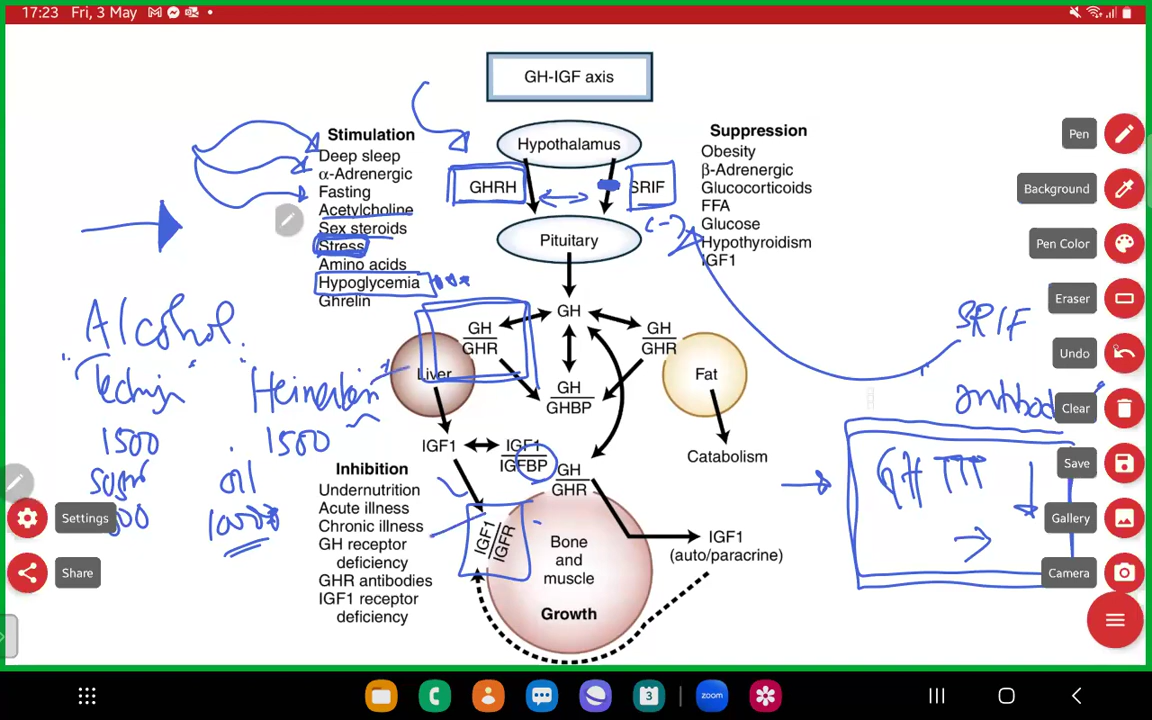 17:23 Fri, 3 May
GH-IGF axis
Stimulation
Deep sleep
α-Adrenergic
Fasting
Acetylcholine
Sex steroids
Stress
Amino acids
Hypoglycemia
Ghrelin
Hypothalamus
GHRH
SRIF
Pituitary
(-)
Suppression
Obesity
β-Adrenergic
Glucocorticoids
FFA
Glucose
Hypothyroidism
IGF1
GH
GH
GHR
GH
GHR
Liver
GH
GHBP
Fat
IGF1
IGF1
IGFBP
Catabolism
GH
GHR
Inhibition
Undernutrition
Acute illness
Chronic illness
GH receptor
deficiency
GHR antibodies
IGF1 receptor
deficiency
IGF1
IGFR
Bone
and
muscle
Growth
IGF1
(auto/paracrine)
Alcohol.
1500
1500
oil
SRIF
GH
Pen
Background
Pen Color
Eraser
Undo
Clear
Save
Gallery
Camera
Settings
Share
3
zoom